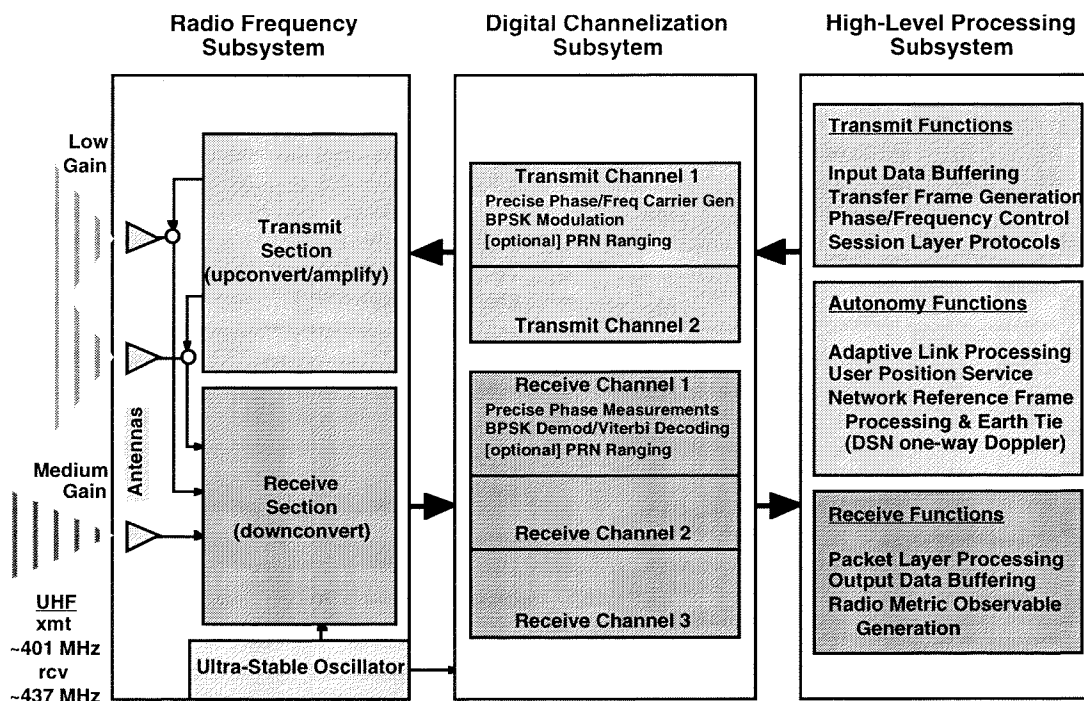 Radio Frequency
Subsystem
Digital Channelization
Subsytem
High-Level Processing
Subsystem
Low
Gain
Medium
Gain
Antennas
UHF
xmt
~401 MHz
rcv
~437 MHz
Transmit
Section
(upconvert/amplify)
Receive
Section
(downconvert)
Ultra-Stable Oscillator
Transmit Channel 1
Precise Phase/Freq Carrier Gen
BPSK Modulation
[optional] PRN Ranging
Transmit Channel 2
Receive Channel 1
Precise Phase Measurements
BPSK Demod/Viterbi Decoding
[optional] PRN Ranging
Receive Channel 2
Receive Channel 3
Transmit Functions
Input Data Buffering
Transfer Frame Generation
Phase/Frequency Control
Session Layer Protocols
Autonomy Functions
Adaptive Link Processing
User Position Service
Network Reference Frame
Processing & Earth Tie
(DSN one-way Doppler)
Receive Functions
Packet Layer Processing
Output Data Buffering
Radio Metric Observable
Generation